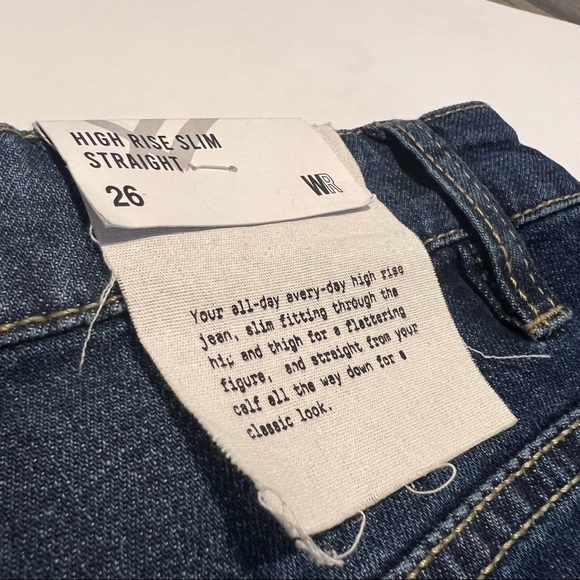 HIGH RISE SLIM
STRAIGHT
26
WR
Your all-day every-day high rise
jean, slim fitting through the
hip and thigh for a flattering
figure, and straight from your
calf all the way down for a
classic look.